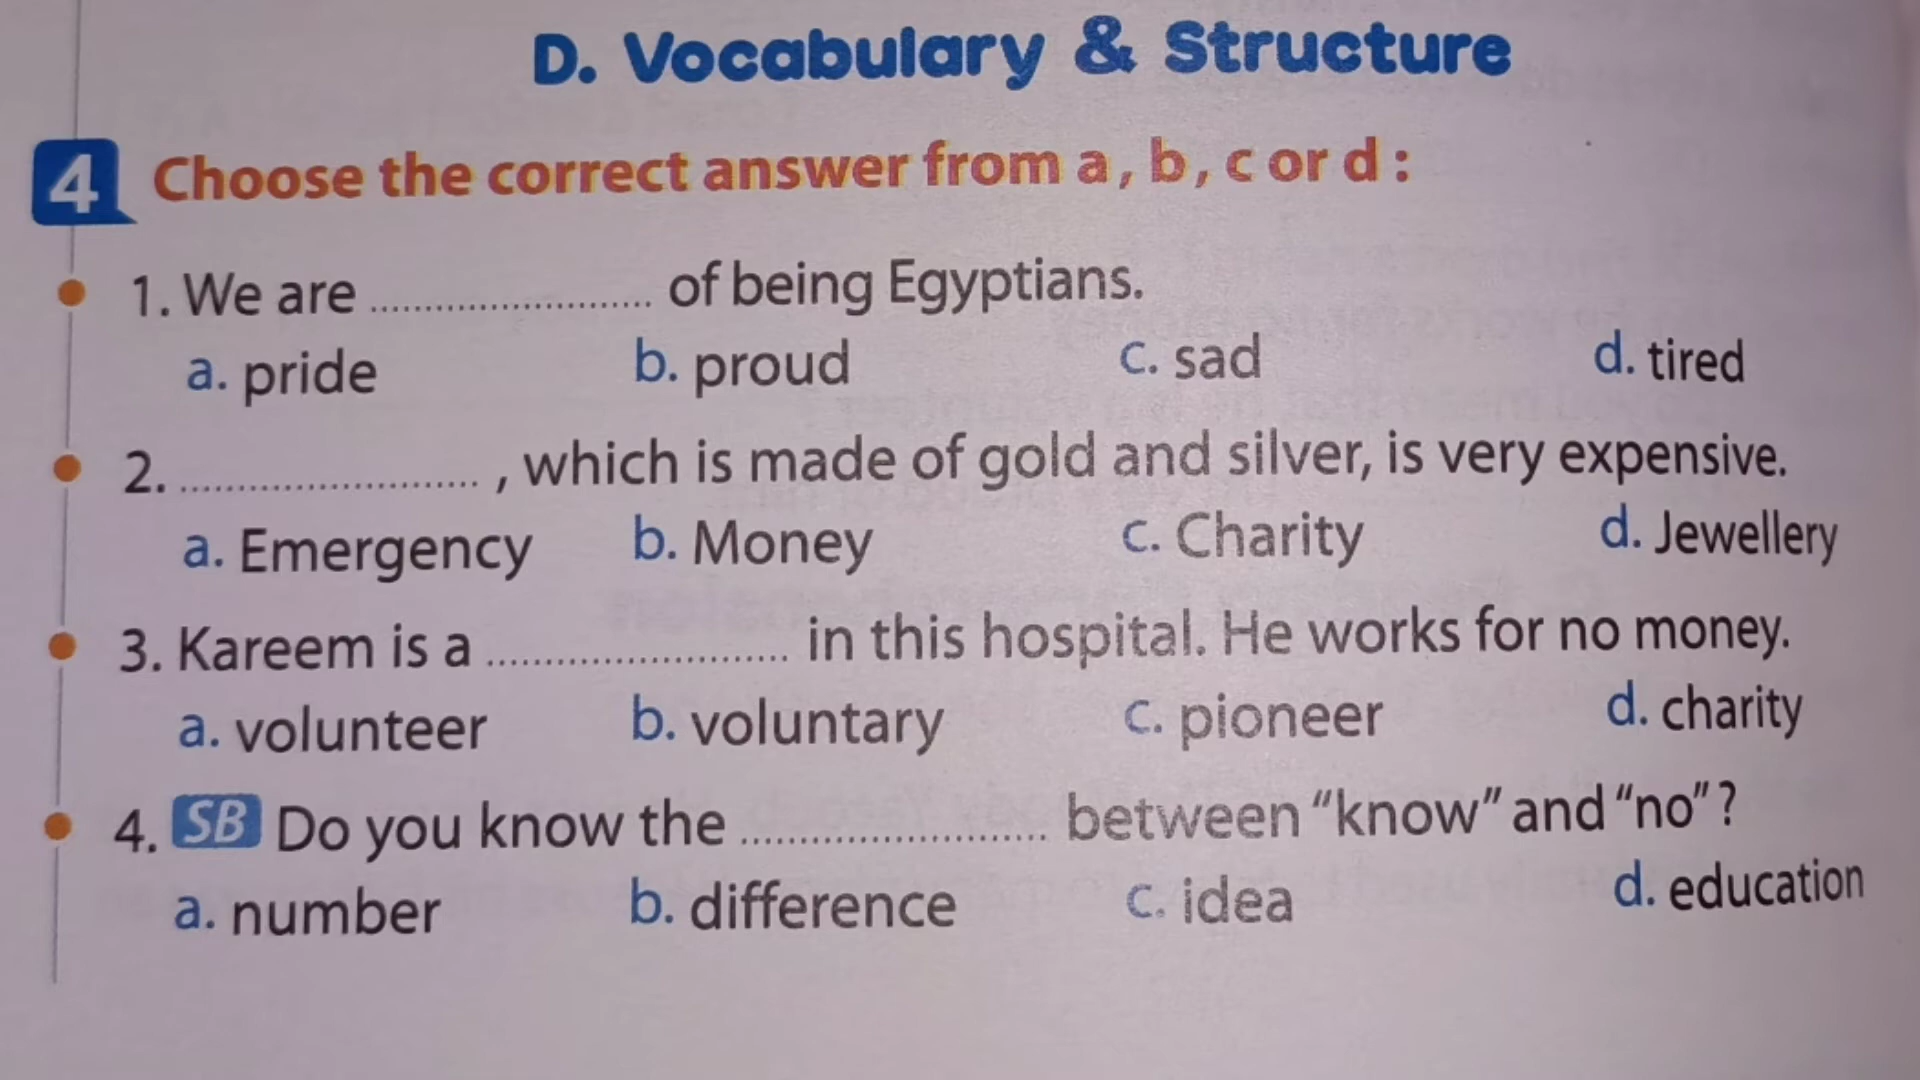 D. Vocabulary & Structure
4 Choose the correct answer from a, b, c or d :
1. We are ........................ of being Egyptians.
a. pride b. proud c. sad d. tired
2. ........................ , which is made of gold and silver, is very expensive.
a. Emergency b. Money c. Charity d. Jewellery
3. Kareem is a ........................ in this hospital. He works for no money.
a. volunteer b. voluntary c. pioneer d. charity
4. SB Do you know the ........................ between “know” and “no” ?
a. number b. difference c. idea d. education